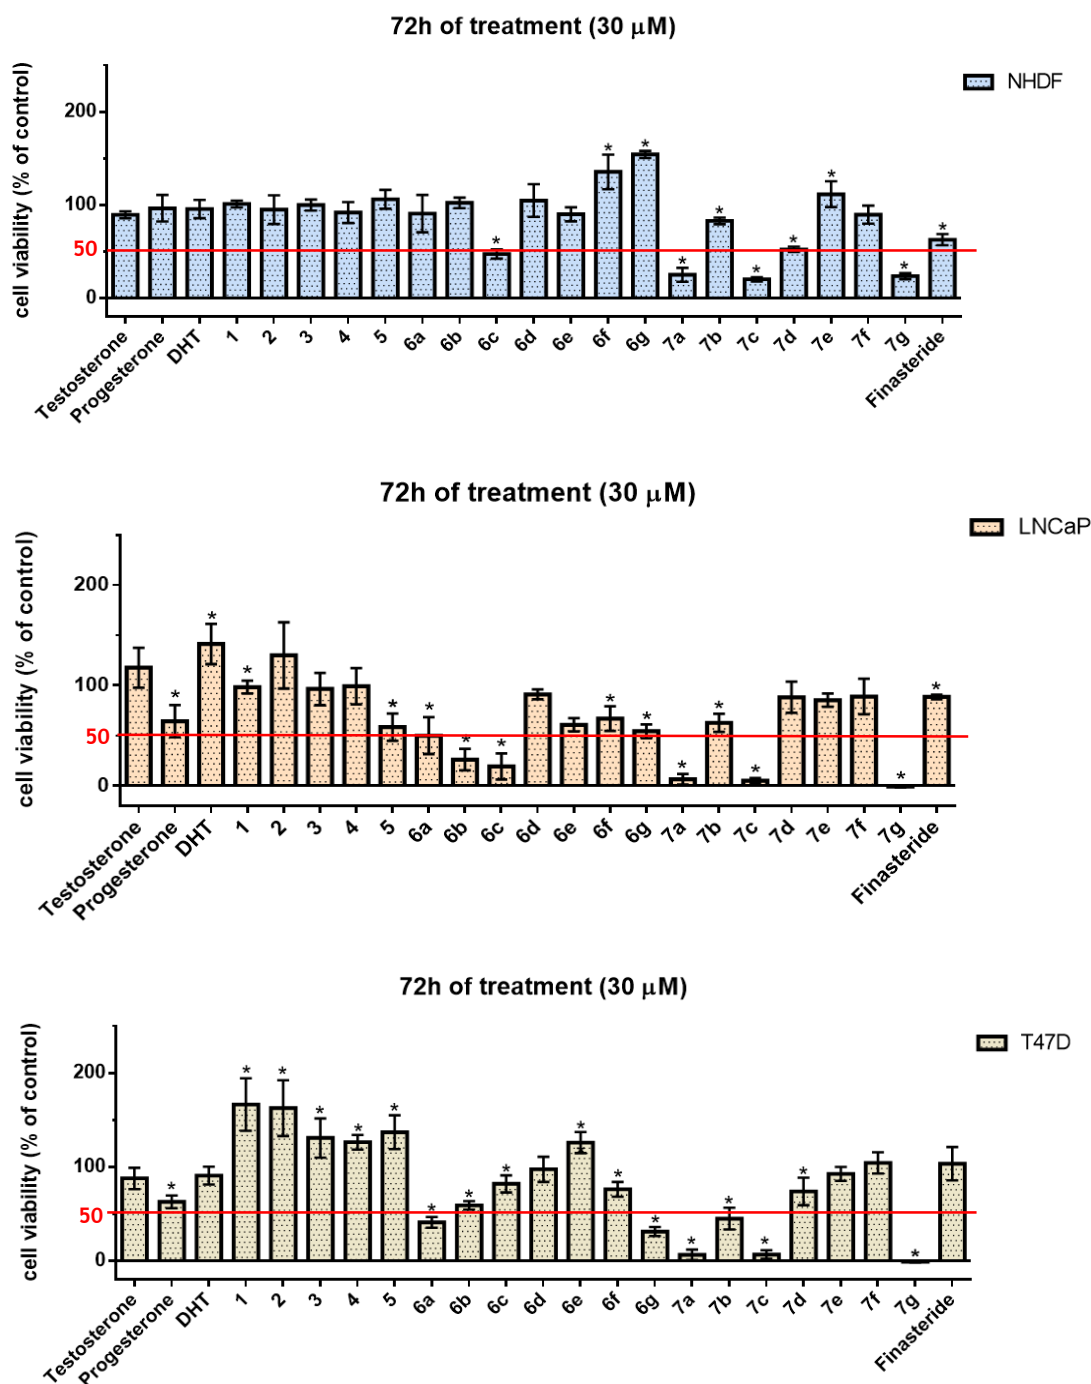 72h of treatment (30 μM)
NHDF
cell viability (% of control)
200
100
50
0
* * * * * * * * * *
Testosterone Progesterone DHT 1 2 3 4 5 6a 6b 6c 6d 6e 6f 6g 7a 7b 7c 7d 7e 7f 7g Finasteride
72h of treatment (30 μM)
LNCaP
cell viability (% of control)
200
100
50
0
* * * * * * * * * * * * * *
Testosterone Progesterone DHT 1 2 3 4 5 6a 6b 6c 6d 6e 6f 6g 7a 7b 7c 7d 7e 7f 7g Finasteride
72h of treatment (30 μM)
T47D
cell viability (% of control)
200
100
50
0
* * * * * * * * * * * * * * * * *
Testosterone Progesterone DHT 1 2 3 4 5 6a 6b 6c 6d 6e 6f 6g 7a 7b 7c 7d 7e 7f 7g Finasteride